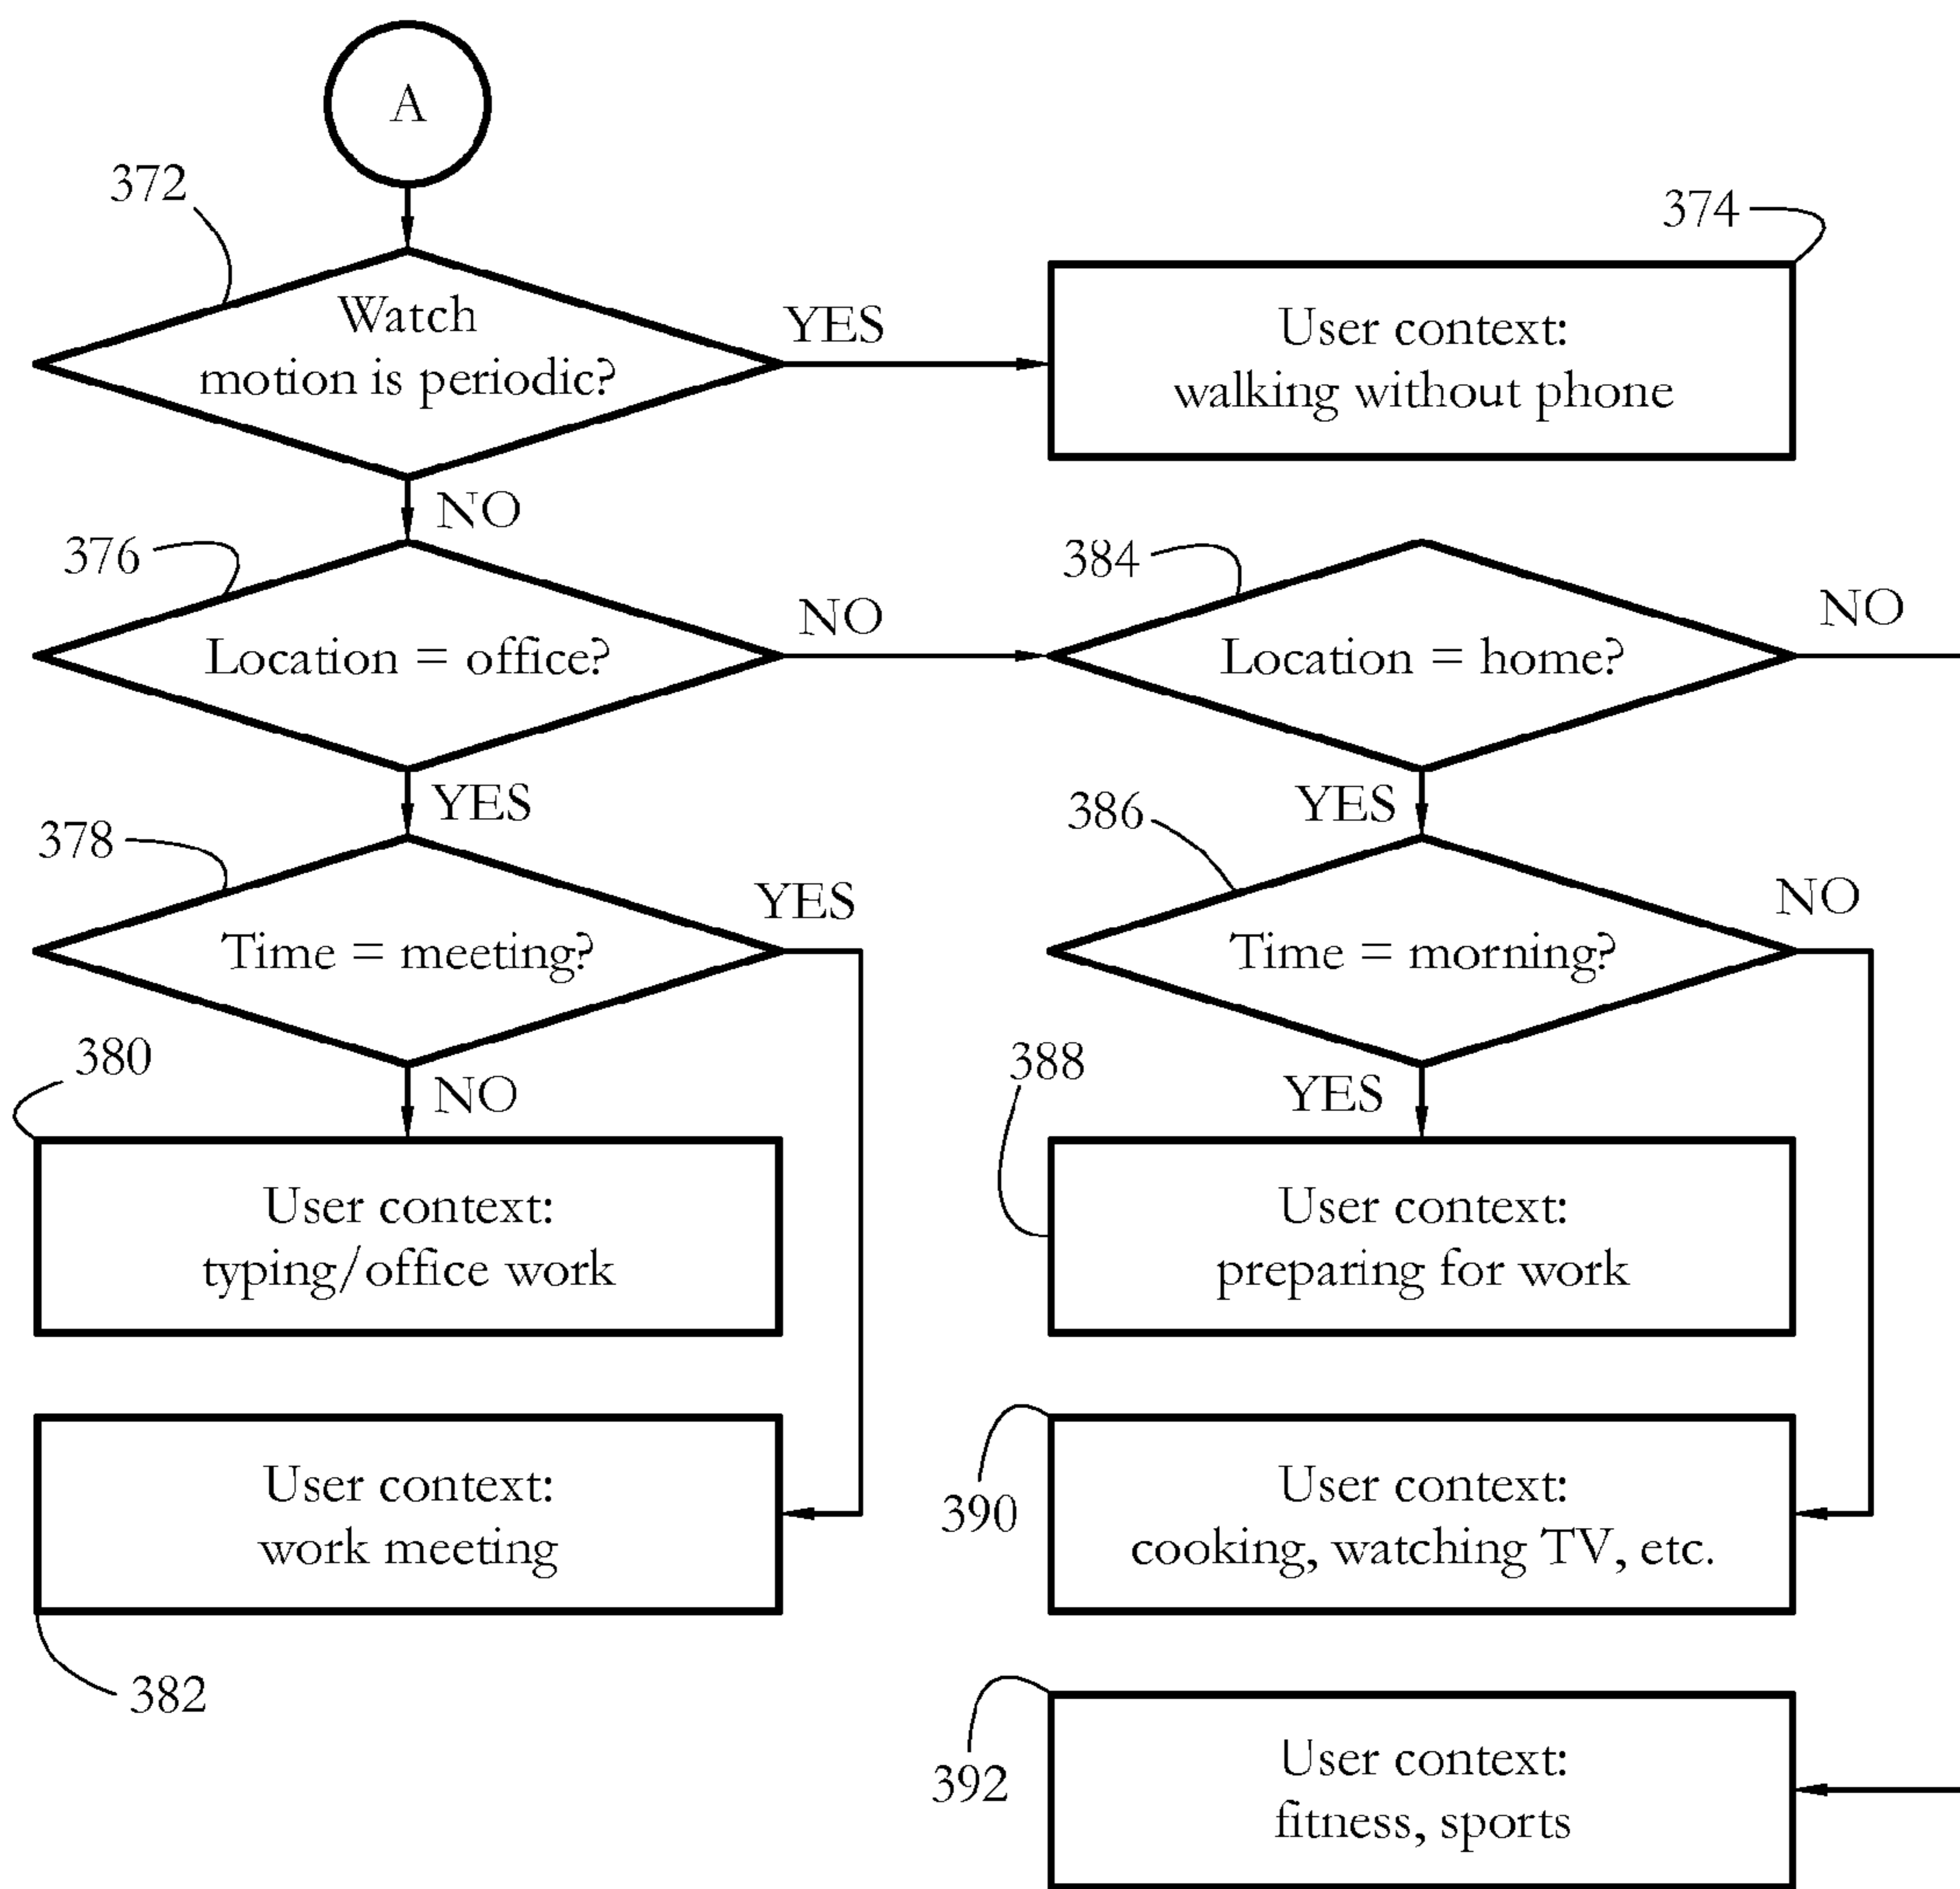 A
372
Watch
motion is periodic?
YES
374
User context:
walking without phone
NO
376
Location = office?
NO
384
Location = home?
NO
YES
378
Time = meeting?
YES
YES
386
Time = morning?
NO
380
NO
User context:
typing/office work
388
YES
User context:
preparing for work
User context:
work meeting
382
390
User context:
cooking, watching TV, etc.
392
User context:
fitness, sports